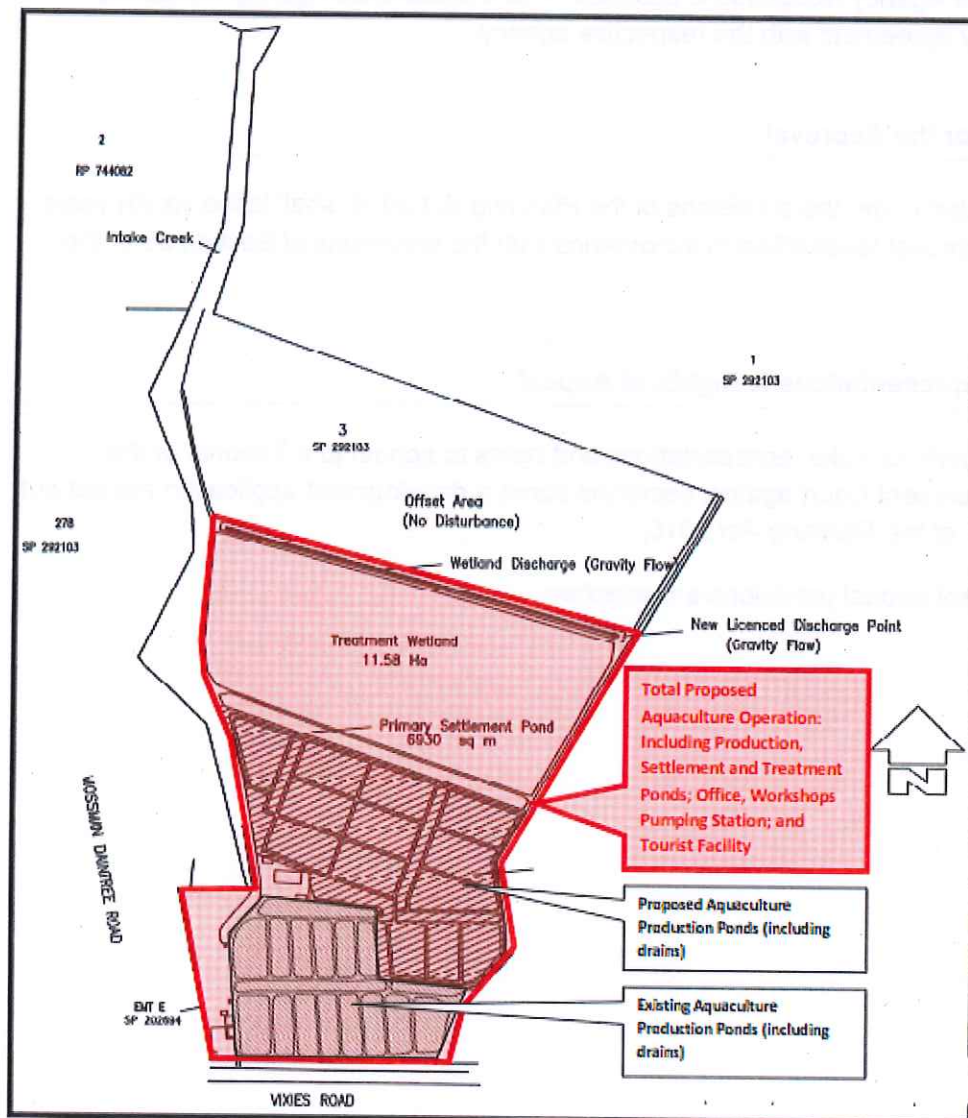 2
RP 744082
Intake Creek
1
SP 292103
3
SP 292103
Offset Area
(No Disturbance)
278
SP 292103
Wetland Discharge (Gravity Flow)
New Licenced Discharge Point
(Gravity Flow)
Treatment Wetland
11.58 Ha
Total Proposed
Aquaculture Operation:
Including Production,
Settlement and Treatment
Ponds; Office, Workshops
Pumping Station; and
Tourist Facility
N
Primary Settlement Pond
6930 sq m
MOSSMAN DAINTREE ROAD
Proposed Aquaculture
Production Ponds (including
drains)
EMT E
SP 202694
Existing Aquaculture
Production Ponds (including
drains)
VIXIES ROAD